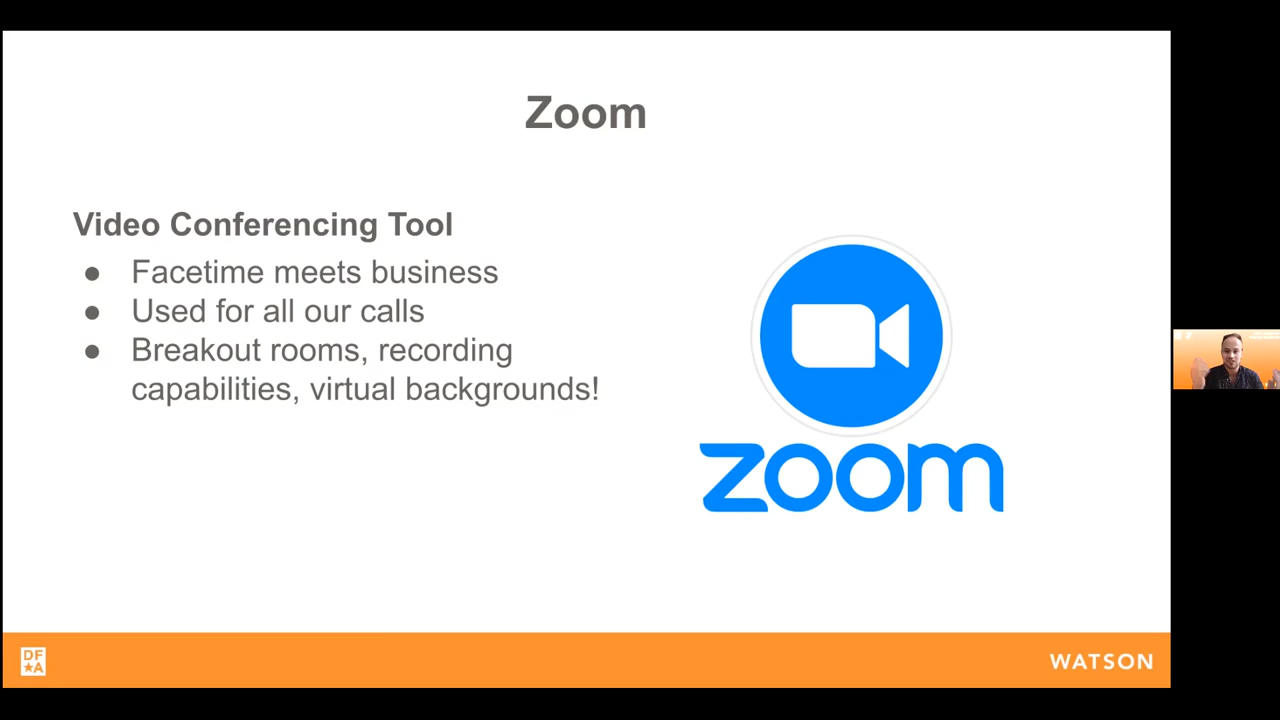 Zoom
Video Conferencing Tool
● Facetime meets business
● Used for all our calls
● Breakout rooms, recording
capabilities, virtual backgrounds!
zoom
DF
A
WATSON